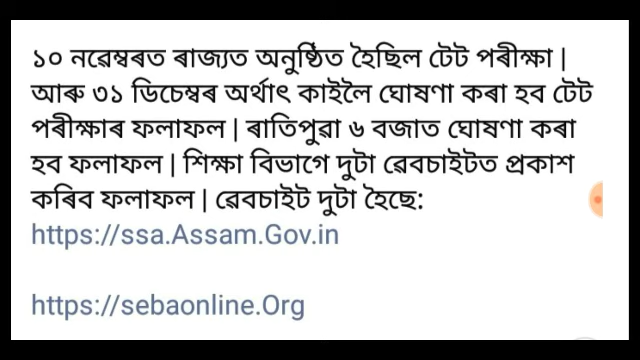 ১০ নৱেম্বৰত ৰাজ্যত অনুষ্ঠিত হৈছিল টেট পৰীক্ষা |
আৰু ৩১ ডিচেম্বৰ অৰ্থাৎ কাইলৈ ঘোষণা কৰা হব টেট
পৰীক্ষাৰ ফলাফল | ৰাতিপুৱা ৬ বজাত ঘোষণা কৰা
হব ফলাফল | শিক্ষা বিভাগে দুটা ৱেবচাইটত প্ৰকাশ
কৰিব ফলাফল | ৱেবচাইট দুটা হৈছে:
https://ssa.Assam.Gov.in
https://sebaonline.Org